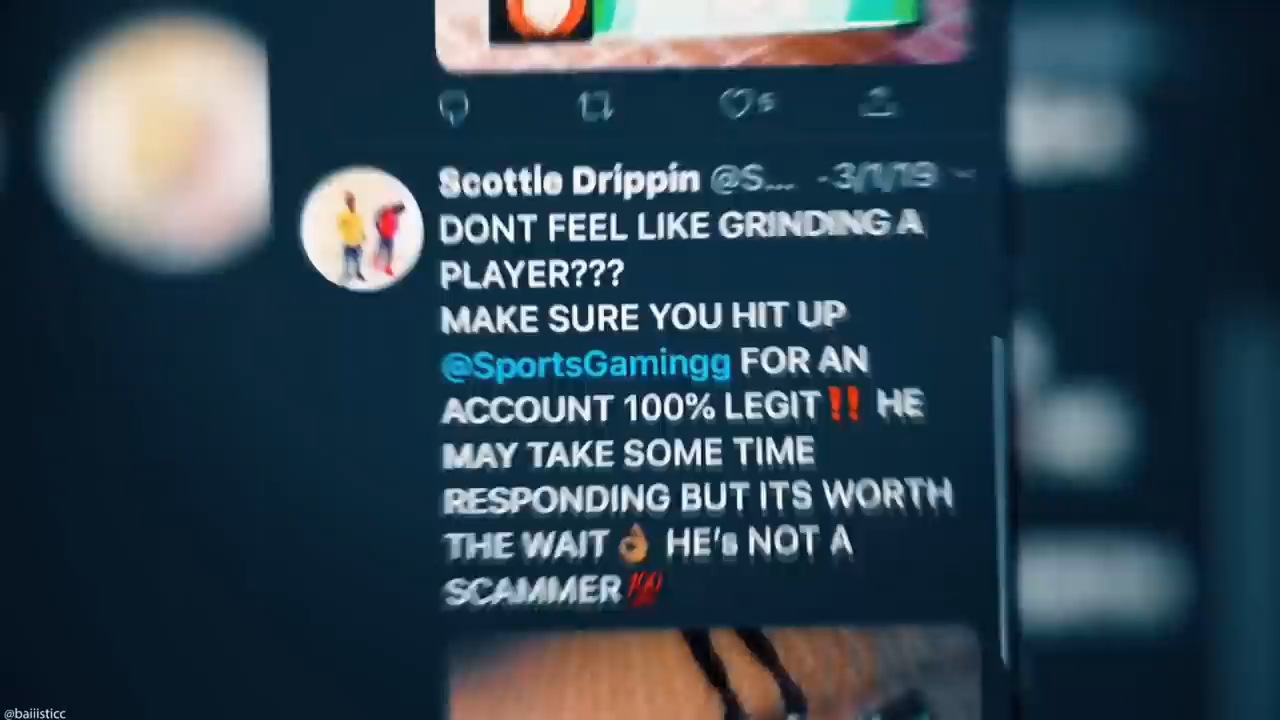 5
Scottie Drippin @S... · 3/1/19
DONT FEEL LIKE GRINDING A
PLAYER???
MAKE SURE YOU HIT UP
@SportsGamingg FOR AN
ACCOUNT 100% LEGIT‼️ HE
MAY TAKE SOME TIME
RESPONDING BUT ITS WORTH
THE WAIT👌🏾 HE's NOT A
SCAMMER💯
@baiiisticc